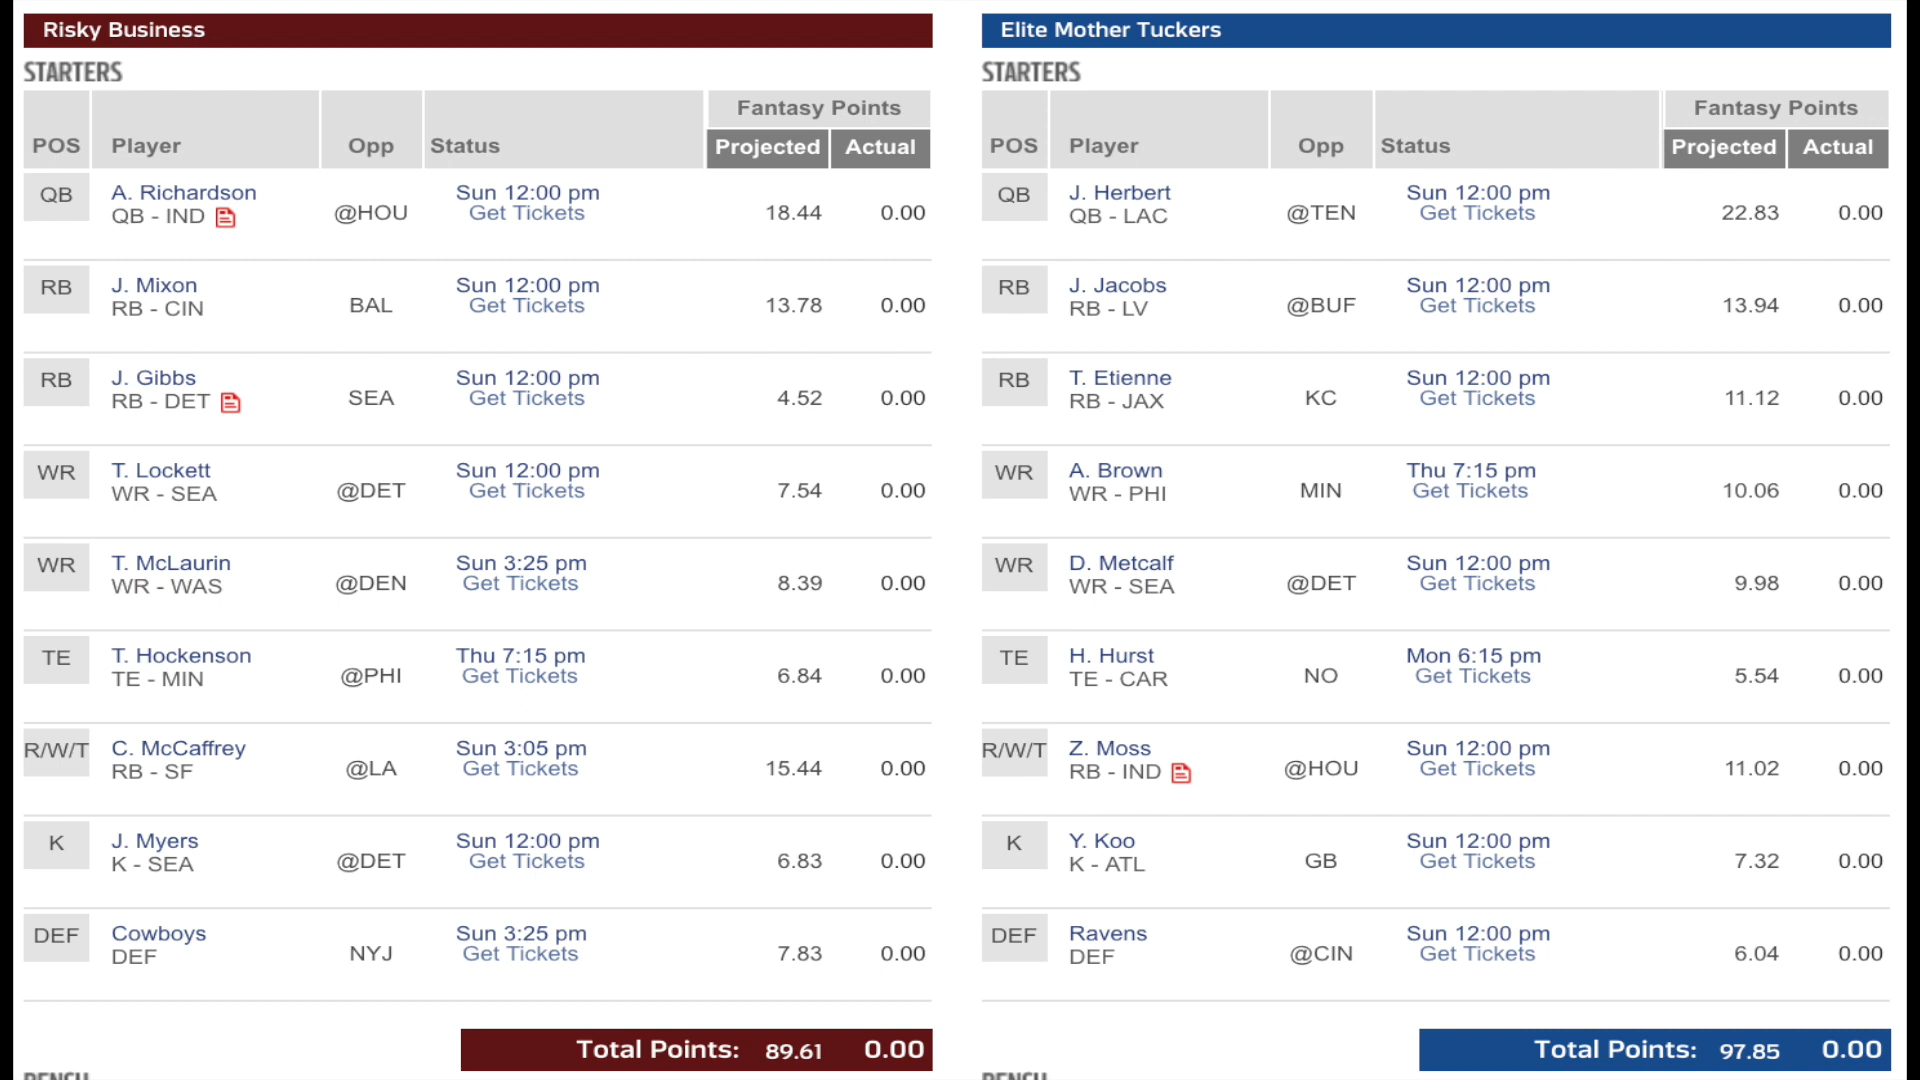 Risky Business
STARTERS
POS Player Opp Status Fantasy Points
Projected Actual
QB A. Richardson Sun 12:00 pm
QB - IND @HOU Get Tickets 18.44 0.00
RB J. Mixon Sun 12:00 pm
RB - CIN BAL Get Tickets 13.78 0.00
RB J. Gibbs Sun 12:00 pm
RB - DET SEA Get Tickets 4.52 0.00
WR T. Lockett Sun 12:00 pm
WR - SEA @DET Get Tickets 7.54 0.00
WR T. McLaurin Sun 3:25 pm
WR - WAS @DEN Get Tickets 8.39 0.00
TE T. Hockenson Thu 7:15 pm
TE - MIN @PHI Get Tickets 6.84 0.00
R/W/T C. McCaffrey Sun 3:05 pm
RB - SF @LA Get Tickets 15.44 0.00
K J. Myers Sun 12:00 pm
K - SEA @DET Get Tickets 6.83 0.00
DEF Cowboys Sun 3:25 pm
DEF NYJ Get Tickets 7.83 0.00
Total Points: 89.61 0.00
BENCH
Elite Mother Tuckers
STARTERS
POS Player Opp Status Fantasy Points
Projected Actual
QB J. Herbert Sun 12:00 pm
QB - LAC @TEN Get Tickets 22.83 0.00
RB J. Jacobs Sun 12:00 pm
RB - LV @BUF Get Tickets 13.94 0.00
RB T. Etienne Sun 12:00 pm
RB - JAX KC Get Tickets 11.12 0.00
WR A. Brown Thu 7:15 pm
WR - PHI MIN Get Tickets 10.06 0.00
WR D. Metcalf Sun 12:00 pm
WR - SEA @DET Get Tickets 9.98 0.00
TE H. Hurst Mon 6:15 pm
TE - CAR NO Get Tickets 5.54 0.00
R/W/T Z. Moss Sun 12:00 pm
RB - IND @HOU Get Tickets 11.02 0.00
K Y. Koo Sun 12:00 pm
K - ATL GB Get Tickets 7.32 0.00
DEF Ravens Sun 12:00 pm
DEF @CIN Get Tickets 6.04 0.00
Total Points: 97.85 0.00
BENCH